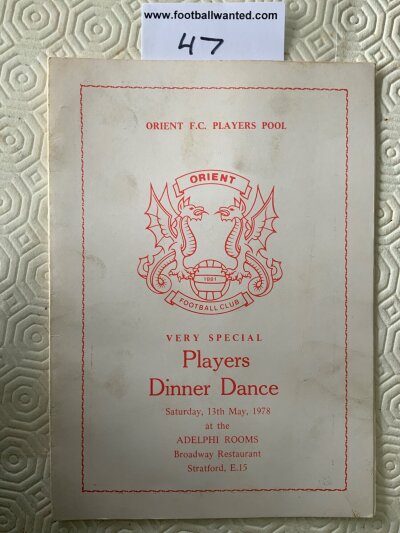 www.footballwanted.com
47
ORIENT F.C. PLAYERS POOL
ORIENT
1881
FOOTBALL CLUB
VERY SPECIAL
Players
Dinner Dance
Saturday, 13th May, 1978
at the
ADELPHI ROOMS
Broadway Restaurant
Stratford, E.15